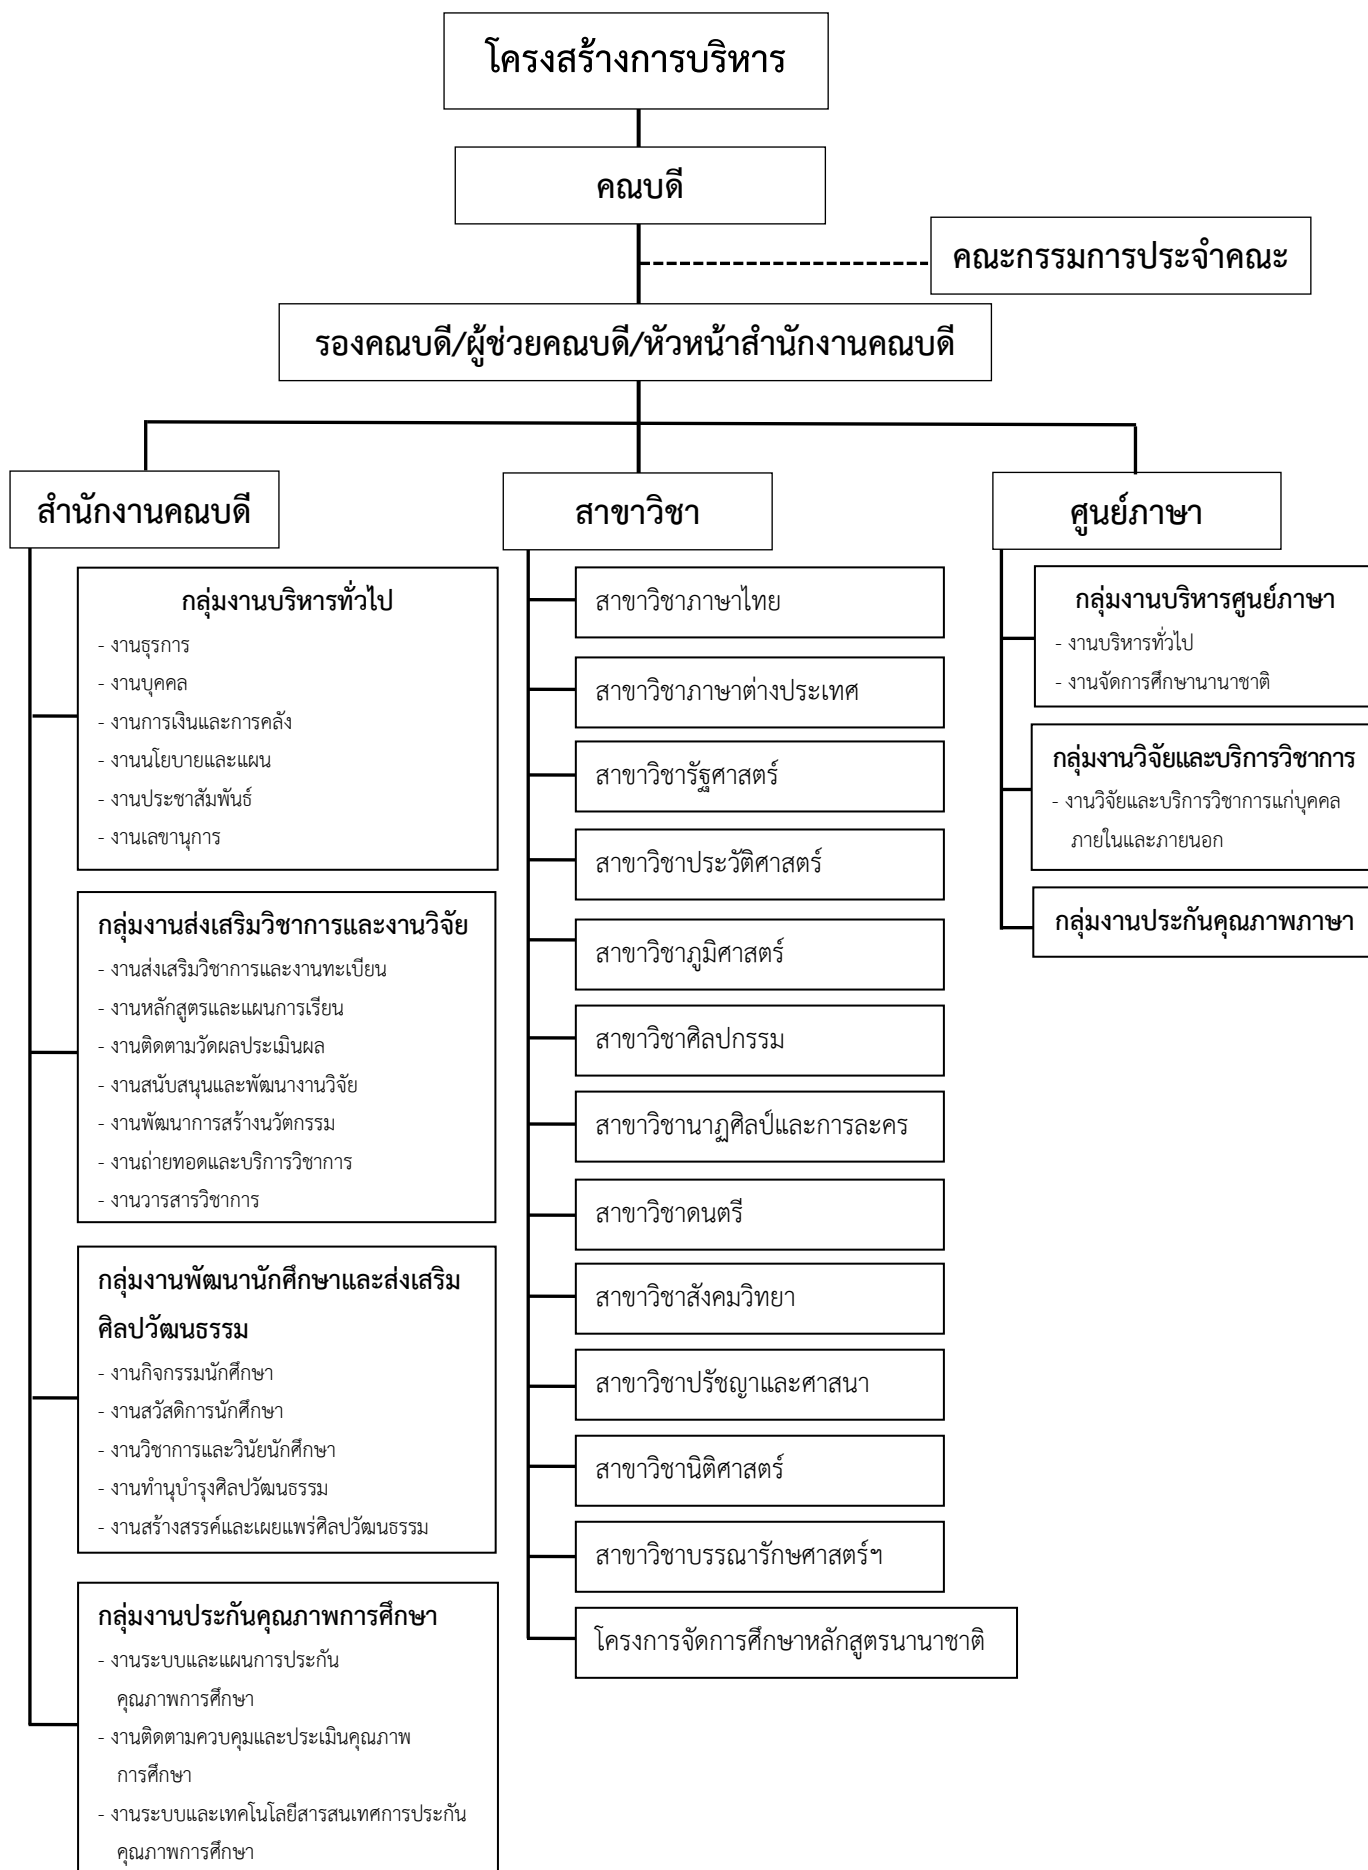 โครงสร้างการบริหาร
คณบดี
คณะกรรมการประจำคณะ
รองคณบดี/ผู้ช่วยคณบดี/หัวหน้าสำนักงานคณบดี
สำนักงานคณบดี
กลุ่มงานบริหารทั่วไป
- งานธุรการ
- งานบุคคล
- งานการเงินและการคลัง
- งานนโยบายและแผน
- งานประชาสัมพันธ์
- งานเลขานุการ
กลุ่มงานส่งเสริมวิชาการและงานวิจัย
- งานส่งเสริมวิชาการและงานทะเบียน
- งานหลักสูตรและแผนการเรียน
- งานติดตามวัดผลประเมินผล
- งานสนับสนุนและพัฒนางานวิจัย
- งานพัฒนาการสร้างนวัตกรรม
- งานถ่ายทอดและบริการวิชาการ
- งานวารสารวิชาการ
กลุ่มงานพัฒนานักศึกษาและส่งเสริม
ศิลปวัฒนธรรม
- งานกิจกรรมนักศึกษา
- งานสวัสดิการนักศึกษา
- งานวิชาการและวินัยนักศึกษา
- งานทำนุบำรุงศิลปวัฒนธรรม
- งานสร้างสรรค์และเผยแพร่ศิลปวัฒนธรรม
กลุ่มงานประกันคุณภาพการศึกษา
- งานระบบและแผนการประกัน
คุณภาพการศึกษา
- งานติดตามควบคุมและประเมินคุณภาพ
การศึกษา
- งานระบบและเทคโนโลยีสารสนเทศการประกัน
คุณภาพการศึกษา
สาขาวิชา
สาขาวิชาภาษาไทย
สาขาวิชาภาษาต่างประเทศ
สาขาวิชารัฐศาสตร์
สาขาวิชาประวัติศาสตร์
สาขาวิชาภูมิศาสตร์
สาขาวิชาศิลปกรรม
สาขาวิชานาฏศิลป์และการละคร
สาขาวิชาดนตรี
สาขาวิชาสังคมวิทยา
สาขาวิชาปรัชญาและศาสนา
สาขาวิชานิติศาสตร์
สาขาวิชาบรรณารักษศาสตร์ฯ
โครงการจัดการศึกษาหลักสูตรนานาชาติ
ศูนย์ภาษา
กลุ่มงานบริหารศูนย์ภาษา
- งานบริหารทั่วไป
- งานจัดการศึกษานานาชาติ
กลุ่มงานวิจัยและบริการวิชาการ
- งานวิจัยและบริการวิชาการแก่บุคคล
ภายในและภายนอก
กลุ่มงานประกันคุณภาพภาษา